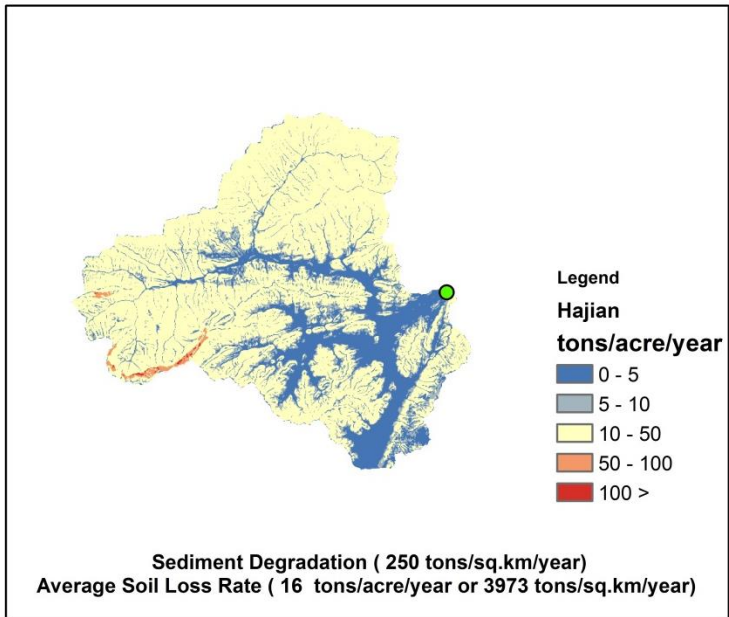 Legend
Hajian
tons/acre/year
0 - 5
5 - 10
10 - 50
50 - 100
100 >
Sediment Degradation ( 250 tons/sq.km/year)
Average Soil Loss Rate ( 16 tons/acre/year or 3973 tons/sq.km/year)